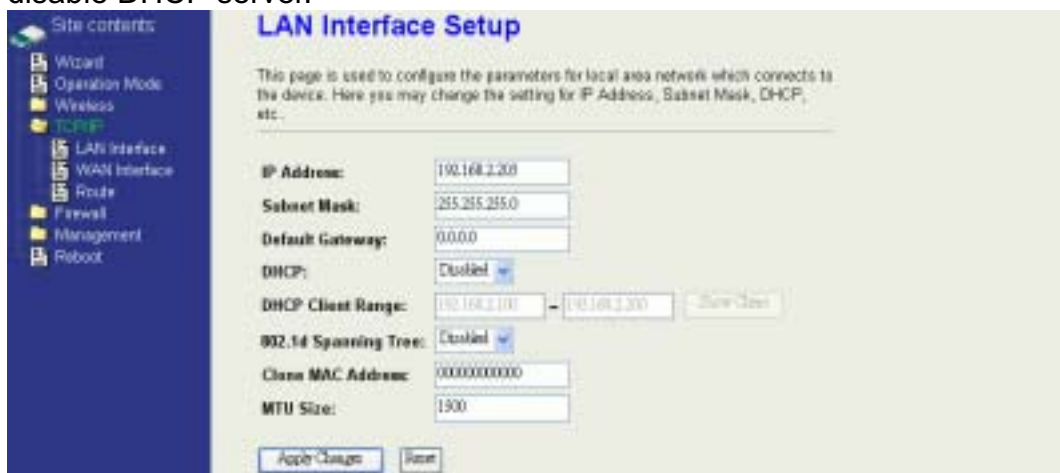 disable DHCP server.
Site contents:
Wizard
Operation Mode
Wireless
TCP/IP
LAN Interface
WAN Interface
Route
Firewall
Management
Reboot
LAN Interface Setup
This page is used to configure the parameters for local area network which connects to
the device. Here you may change the setting for IP Address, Subnet Mask, DHCP,
etc..
IP Address:
Subnet Mask: 255.255.255.0
Default Gateway: 0.0.0.0
DHCP: Disabled
DHCP Client Range: 192.168.2.100 – 192.168.2.200 Show Client
802.1d Spanning Tree: Disabled
Clone MAC Address: 000000000000
MTU Size:
Apply Changes Reset